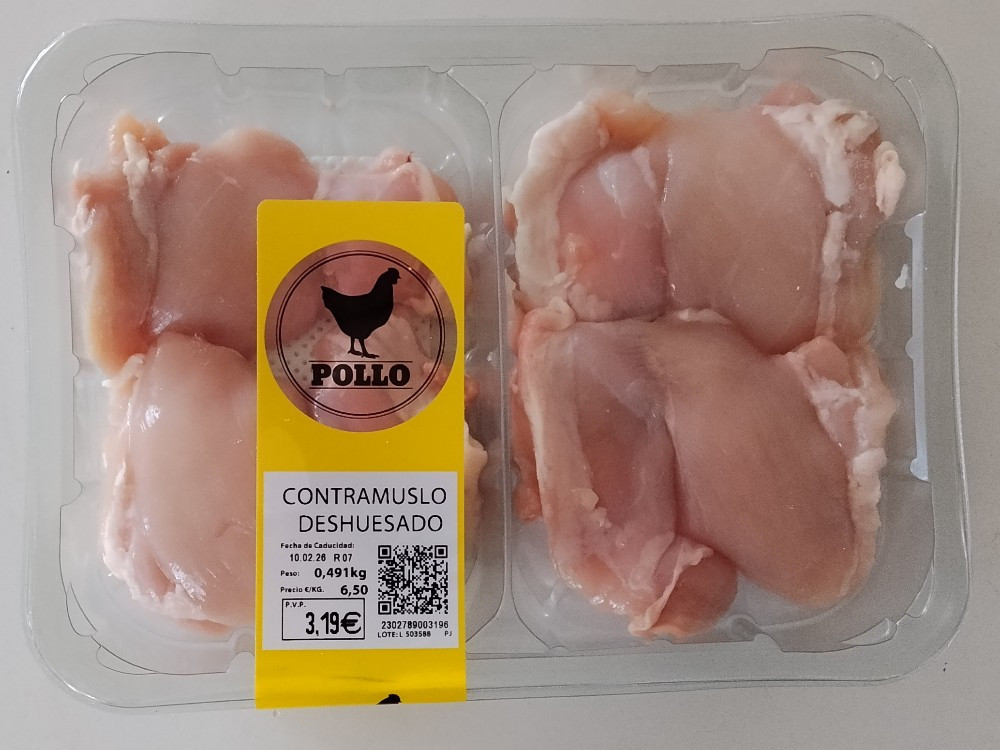 POLLO
CONTRAMUSLO
DESHUESADO
Fecha de Caducidad:
10.02.26 R 07
Peso: 0,491kg
Precio €/KG. 6,50
P.V.P.
3,19€
2302789003196
LOTE: L 503588 PJ